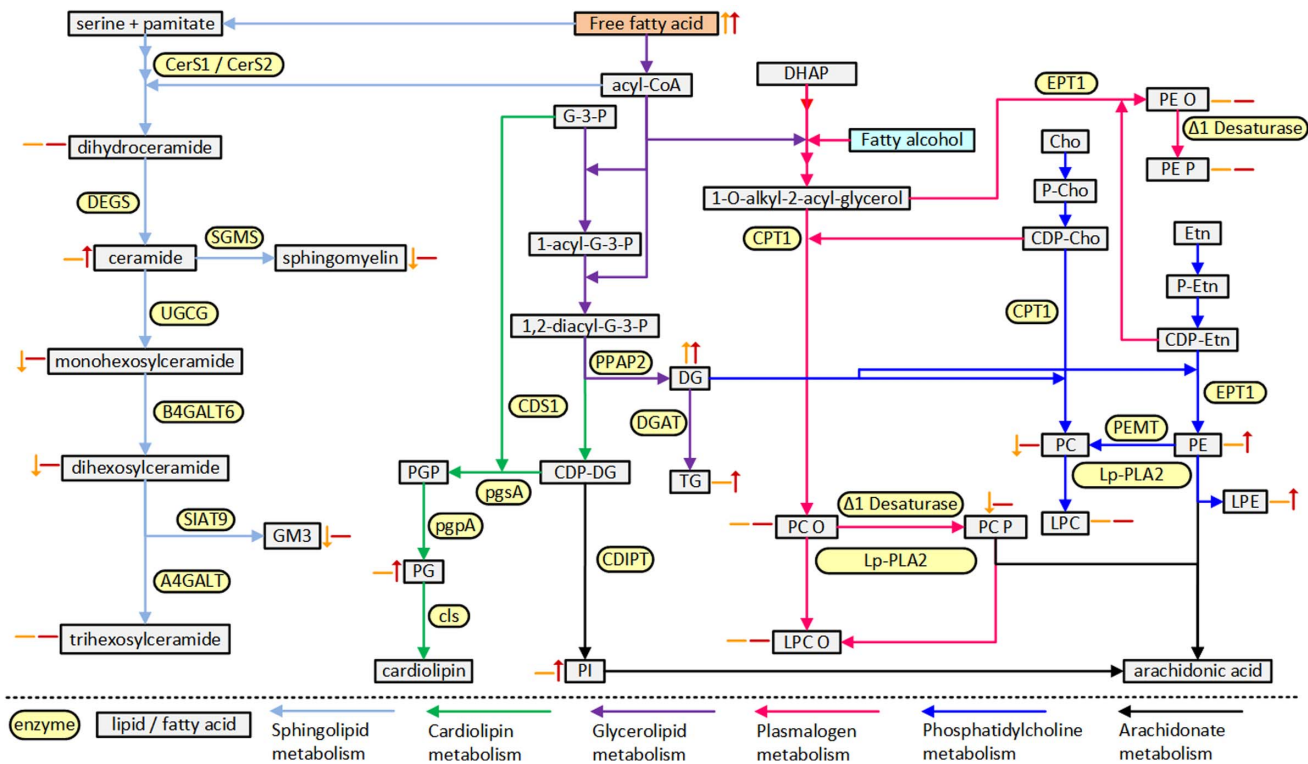 serine + pamitate
Free fatty acid
CerS1 / CerS2
acyl-CoA
DHAP
EPT1
PE O
G-3-P
Δ1 Desaturase
dihydroceramide
Fatty alcohol
Cho
PE P
DEGS
P-Cho
1-O-alkyl-2-acyl-glycerol
SGMS
1-acyl-G-3-P
CPT1
CDP-Cho
Etn
ceramide
sphingomyelin
P-Etn
UGCG
CPT1
1,2-diacyl-G-3-P
CDP-Etn
monohexosylceramide
PPAP2
DG
EPT1
B4GALT6
CDS1
DGAT
PEMT
PC
PE
dihexosylceramide
PGP
CDP-DG
TG
Lp-PLA2
pgsA
LPE
SIAT9
pgpA
Δ1 Desaturase
GM3
PC O
PC P
LPC
CDIPT
Lp-PLA2
A4GALT
PG
cls
trihexosylceramide
LPC O
cardiolipin
PI
arachidonic acid
enzyme
lipid / fatty acid
Sphingolipid
metabolism
Cardiolipin
metabolism
Glycerolipid
metabolism
Plasmalogen
metabolism
Phosphatidylcholine
metabolism
Arachidonate
metabolism